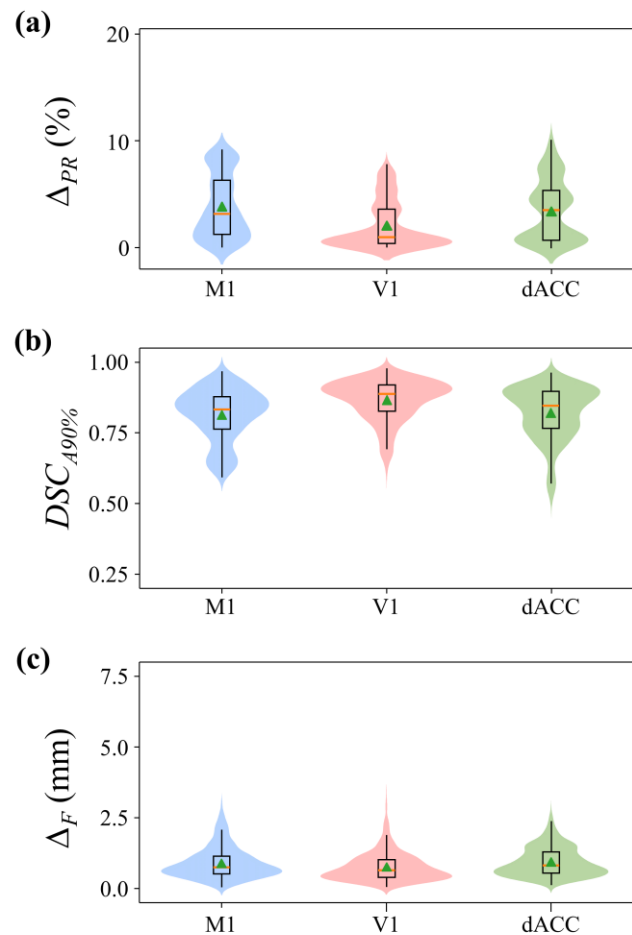 (a)
Δ_PR (%)
20
10
0
M1 V1 dACC
(b)
DSC_A90%
1.00
0.75
0.50
0.25
M1 V1 dACC
(c)
Δ_F (mm)
7.5
5.0
2.5
0.0
M1 V1 dACC